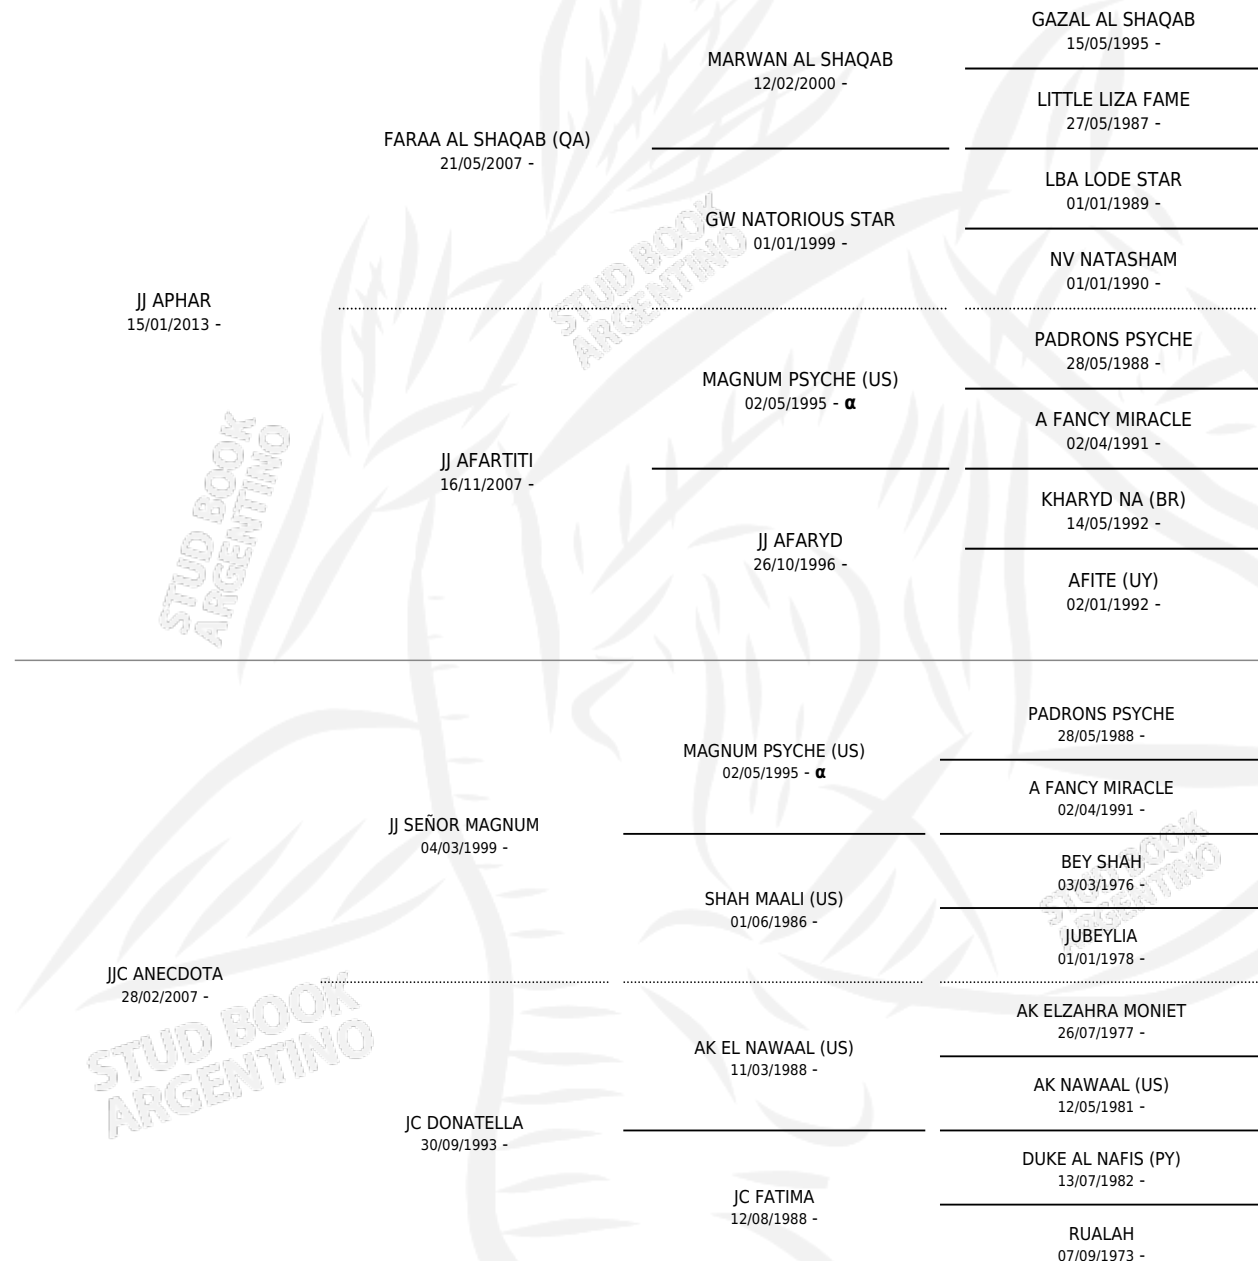 GAZAL AL SHAQAB
15/05/1995 -
MARWAN AL SHAQAB
12/02/2000 -
LITTLE LIZA FAME
27/05/1987 -
FARAA AL SHAQAB (QA)
21/05/2007 -
LBA LODE STAR
01/01/1989 -
GW NATORIOUS STAR
01/01/1999 -
NV NATASHAM
01/01/1990 -
JJ APHAR
15/01/2013 -
PADRONS PSYCHE
28/05/1988 -
MAGNUM PSYCHE (US)
02/05/1995 - α
A FANCY MIRACLE
02/04/1991 -
JJ AFARTITI
16/11/2007 -
KHARYD NA (BR)
14/05/1992 -
JJ AFARYD
26/10/1996 -
AFITE (UY)
02/01/1992 -
PADRONS PSYCHE
28/05/1988 -
MAGNUM PSYCHE (US)
02/05/1995 - α
A FANCY MIRACLE
02/04/1991 -
JJ SEÑOR MAGNUM
04/03/1999 -
BEY SHAH
03/03/1976 -
SHAH MAALI (US)
01/06/1986 -
JUBEYLIA
01/01/1978 -
JJC ANECDOTA
28/02/2007 -
AK ELZAHRA MONIET
26/07/1977 -
AK EL NAWAAL (US)
11/03/1988 -
AK NAWAAL (US)
12/05/1981 -
JC DONATELLA
30/09/1993 -
DUKE AL NAFIS (PY)
13/07/1982 -
JC FATIMA
12/08/1988 -
RUALAH
07/09/1973 -
STUD BOOK
ARGENTINO
STUD BOOK
ARGENTINO
STUD BOOK
ARGENTINO
STUD BOOK
ARGENTINO